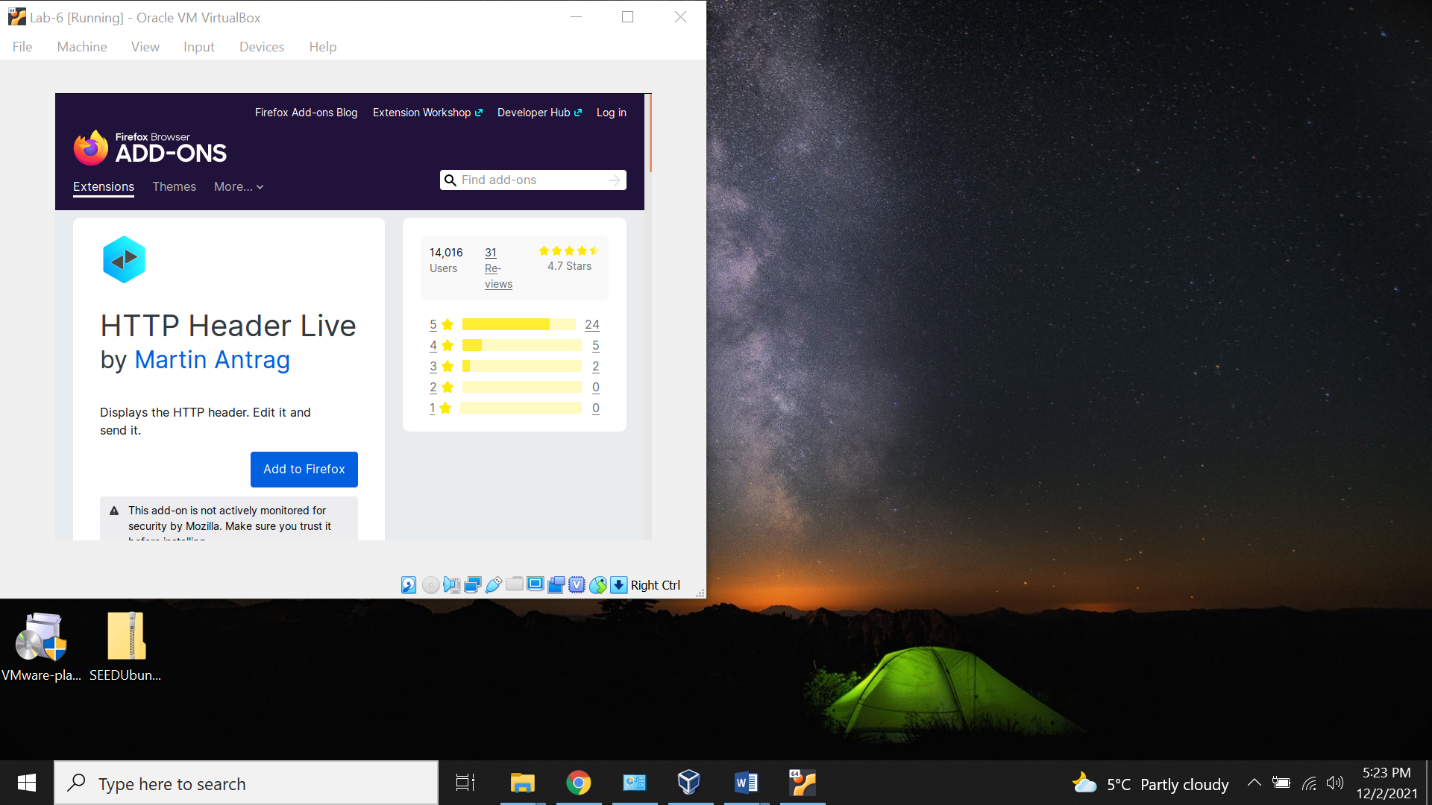 Lab-6 [Running] - Oracle VM VirtualBox
File Machine View Input Devices Help
Firefox Add-ons Blog Extension Workshop Developer Hub Log in
Firefox Browser
ADD-ONS
Extensions Themes More...
Find add-ons
14,016
Users
31
Re-
views
4.7 Stars
HTTP Header Live
by Martin Antrag
Displays the HTTP header. Edit it and
send it.
Add to Firefox
This add-on is not actively monitored for
security by Mozilla. Make sure you trust it
before installing.
5 24
4 5
3 2
2 0
1 0
V
Right Ctrl
VMware-pla...
SEEDUbun...
Type here to search
64
5°C Partly cloudy
5:23 PM
12/2/2021